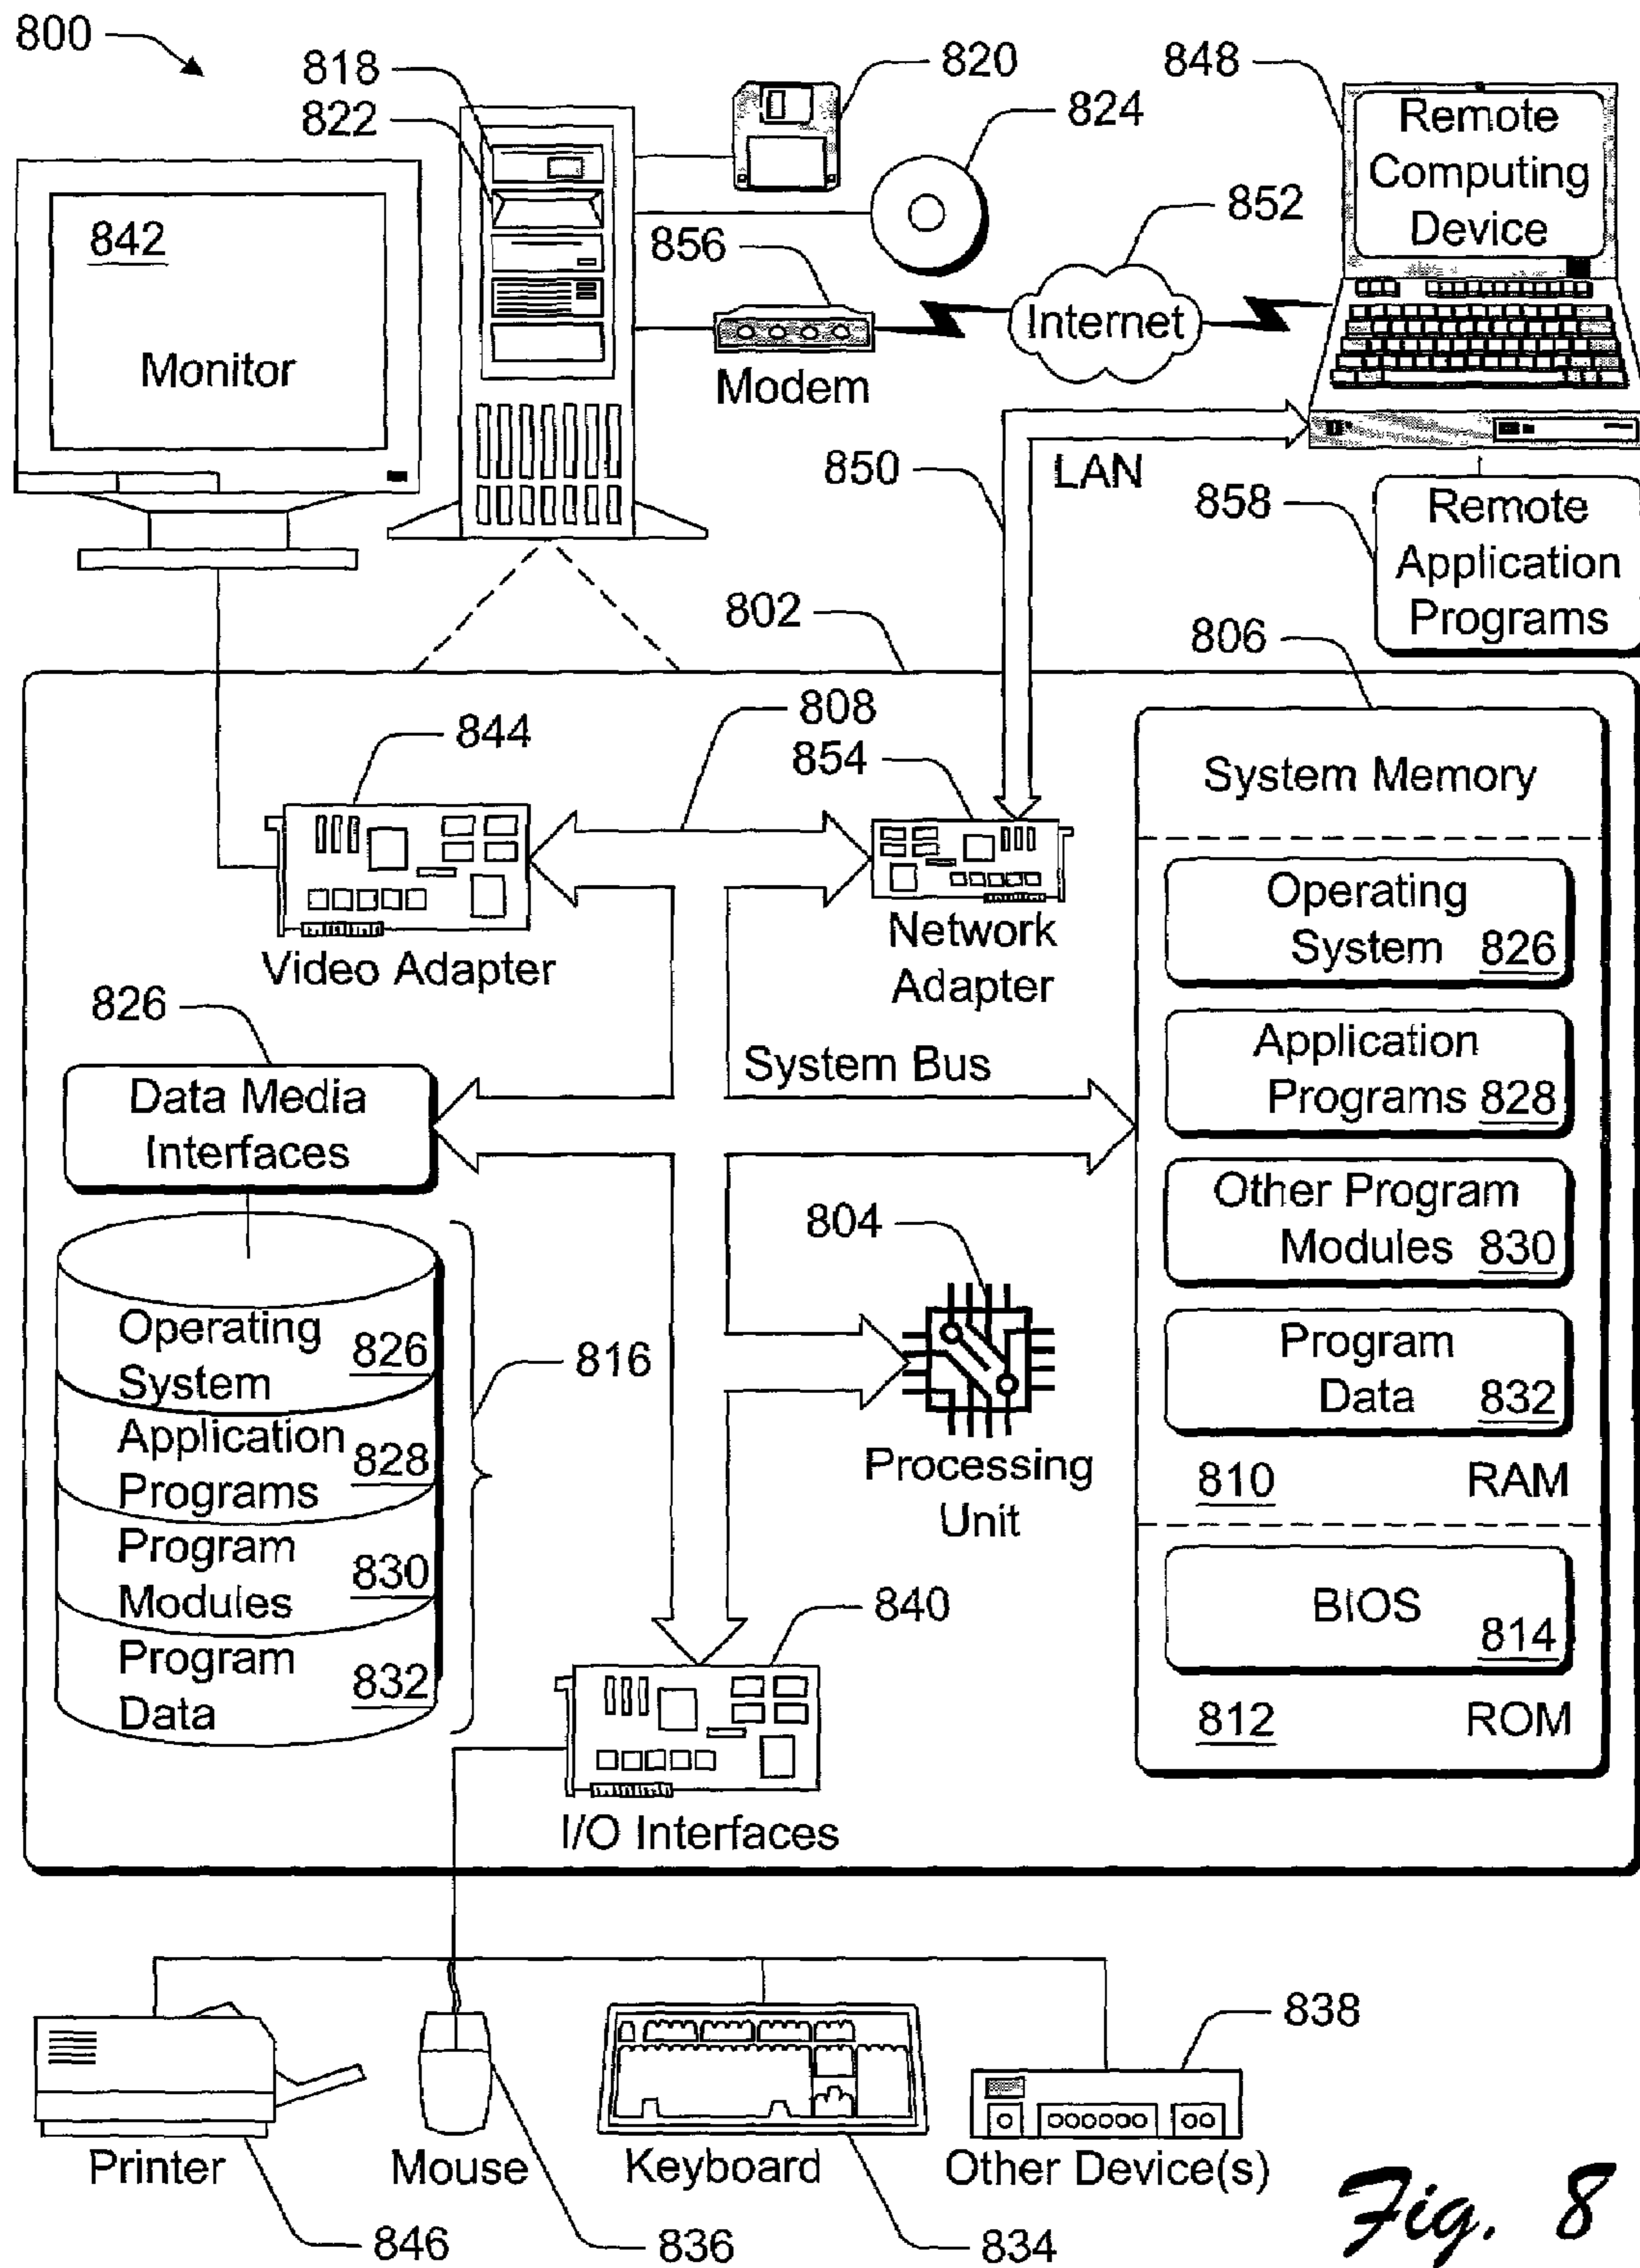 800
818
822
820
824
848
Remote
Computing
Device
842
Monitor
856
852
Internet
Modem
850
LAN
858
Remote
Application
Programs
802
806
808
844
854
System Memory
Video Adapter
Network
Adapter
Operating
System 826
826
Data Media
Interfaces
System Bus
Application
Programs 828
Other Program
Modules 830
804
Processing
Unit
Program
Data 832
810 RAM
Operating
System 826
Application
Programs 828
Program
Modules 830
Program
Data 832
816
BIOS
814
812 ROM
840
I/O Interfaces
838
Printer
Mouse
Keyboard
Other Device(s)
846
836
834
Fig. 8